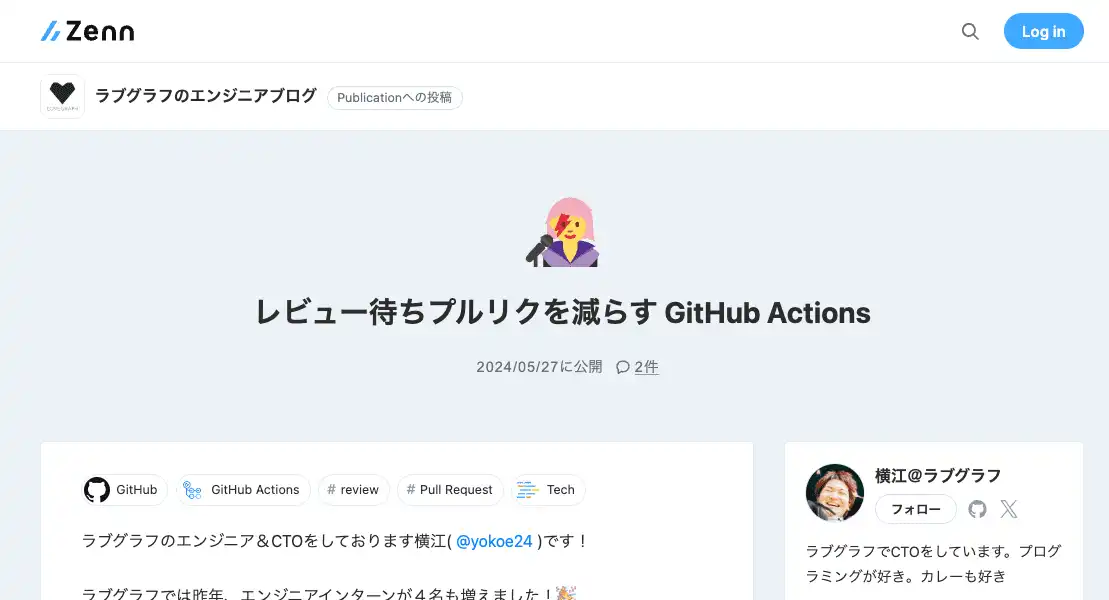 Zenn
Log in
ラブグラフのエンジニアブログ
Publicationへの投稿
レビュー待ちプルリクを減らす GitHub Actions
2024/05/27に公開
2件
GitHub
GitHub Actions
# review
# Pull Request
Tech
ラブグラフのエンジニア＆CTOをしております横江( @yokoe24 )です！
ラブグラフでは昨年、エンジニアインターンが４名も増えました！🎉
横江@ラブグラフ
フォロー
ラブグラフでCTOをしています。プログ
ラミングが好き。カレーも好き